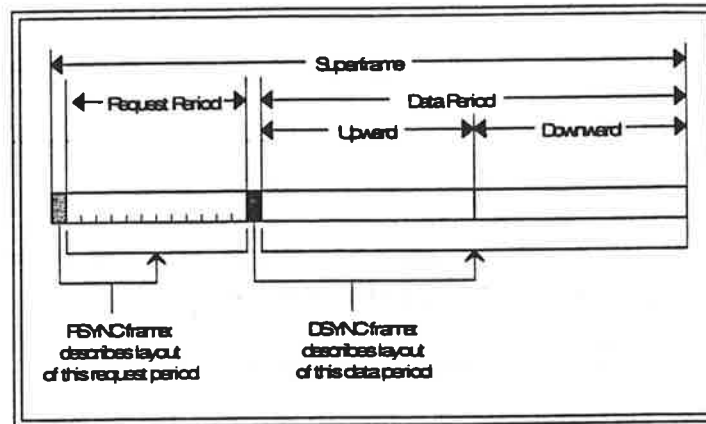 Superframe
Request Period
Data Period
Upward
Downward
RSYNC frame:
describes layout
of this request period
DSYNC frame:
describes layout
of this data period